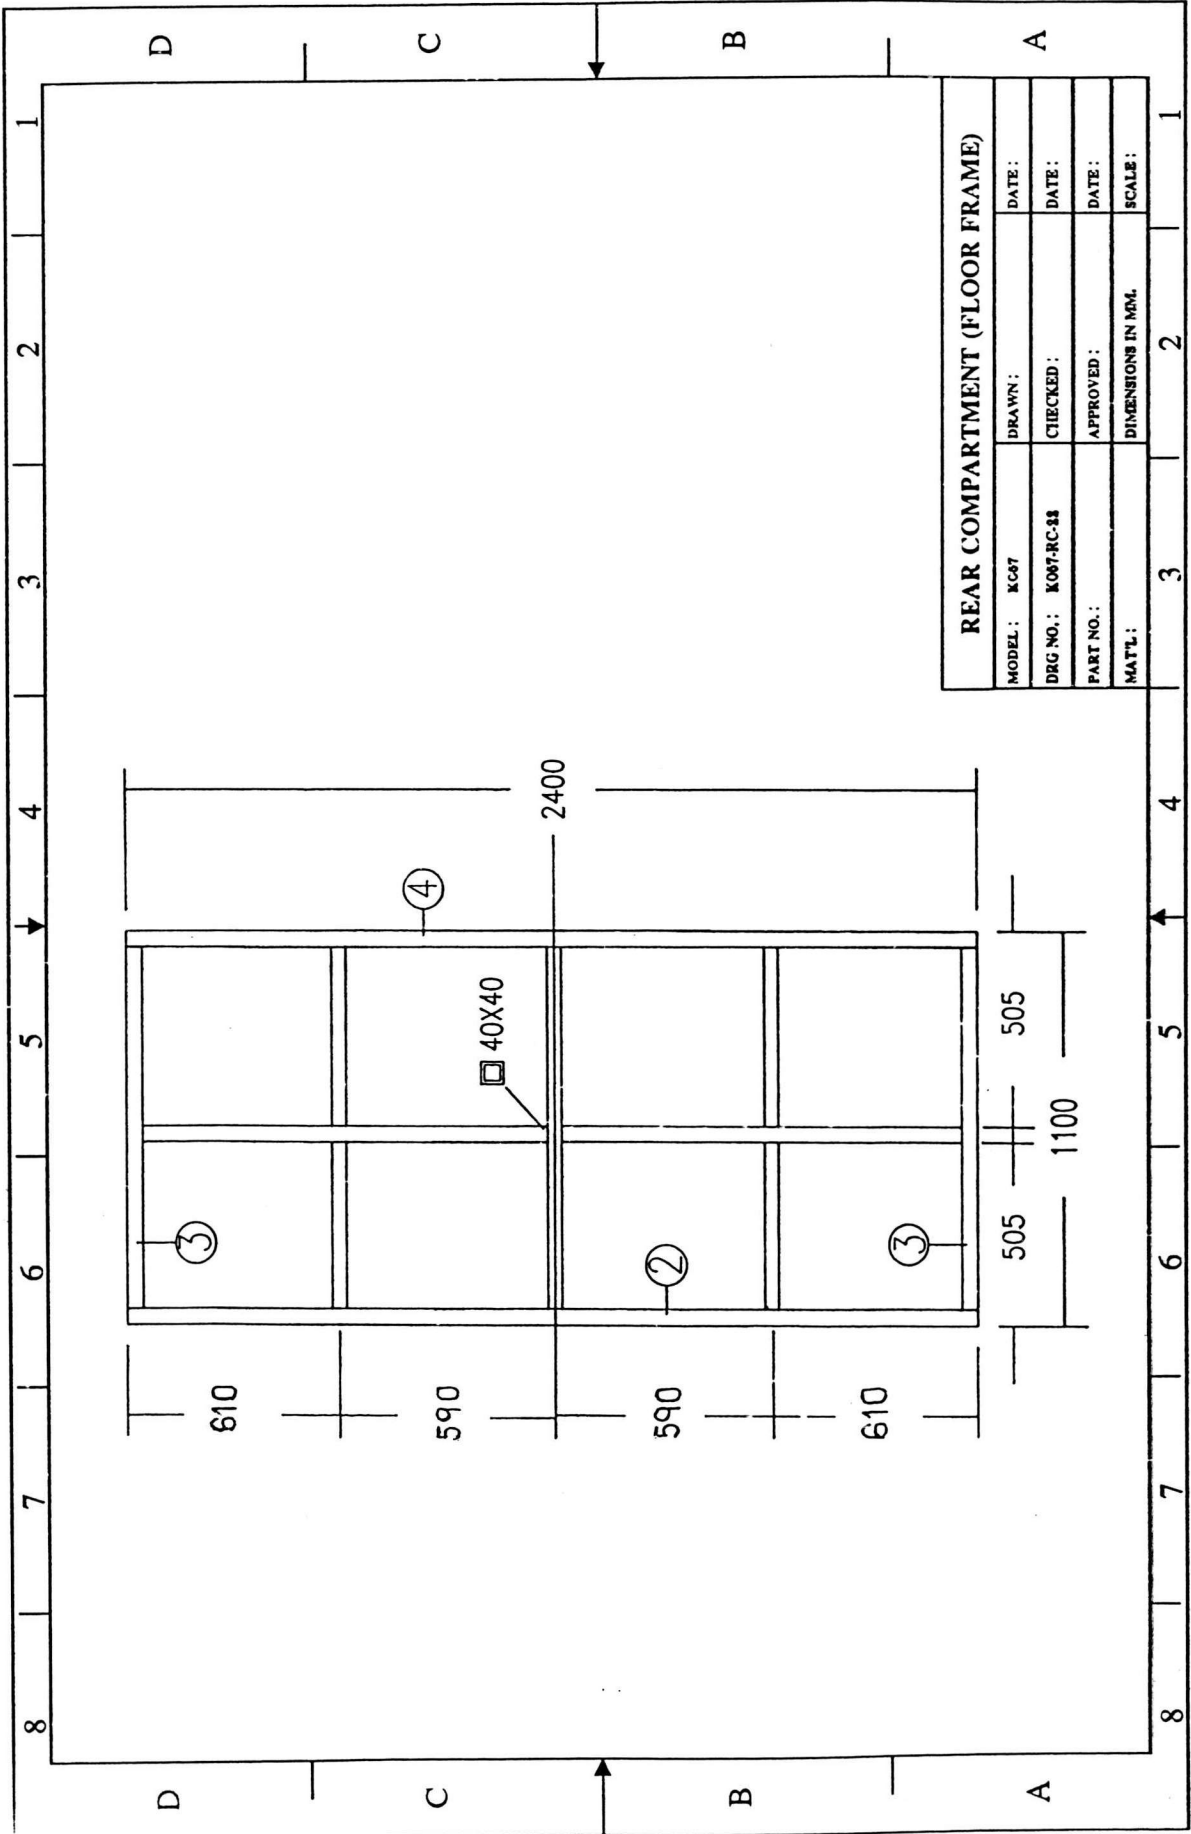 8 7 6 5 4 3 2 1
D
D
C
C
B
B
A
A
610
590
590
610
3
2
3
4
40X40
505
505
1100
2400
REAR COMPARTMENT (FLOOR FRAME)
MODEL : KC67 DRAWN : DATE :
DRG NO. : K067-RC-22 CHECKED : DATE :
PART NO. : APPROVED : DATE :
MAT'L : DIMENSIONS IN MM. SCALE :
8 7 6 5 4 3 2 1